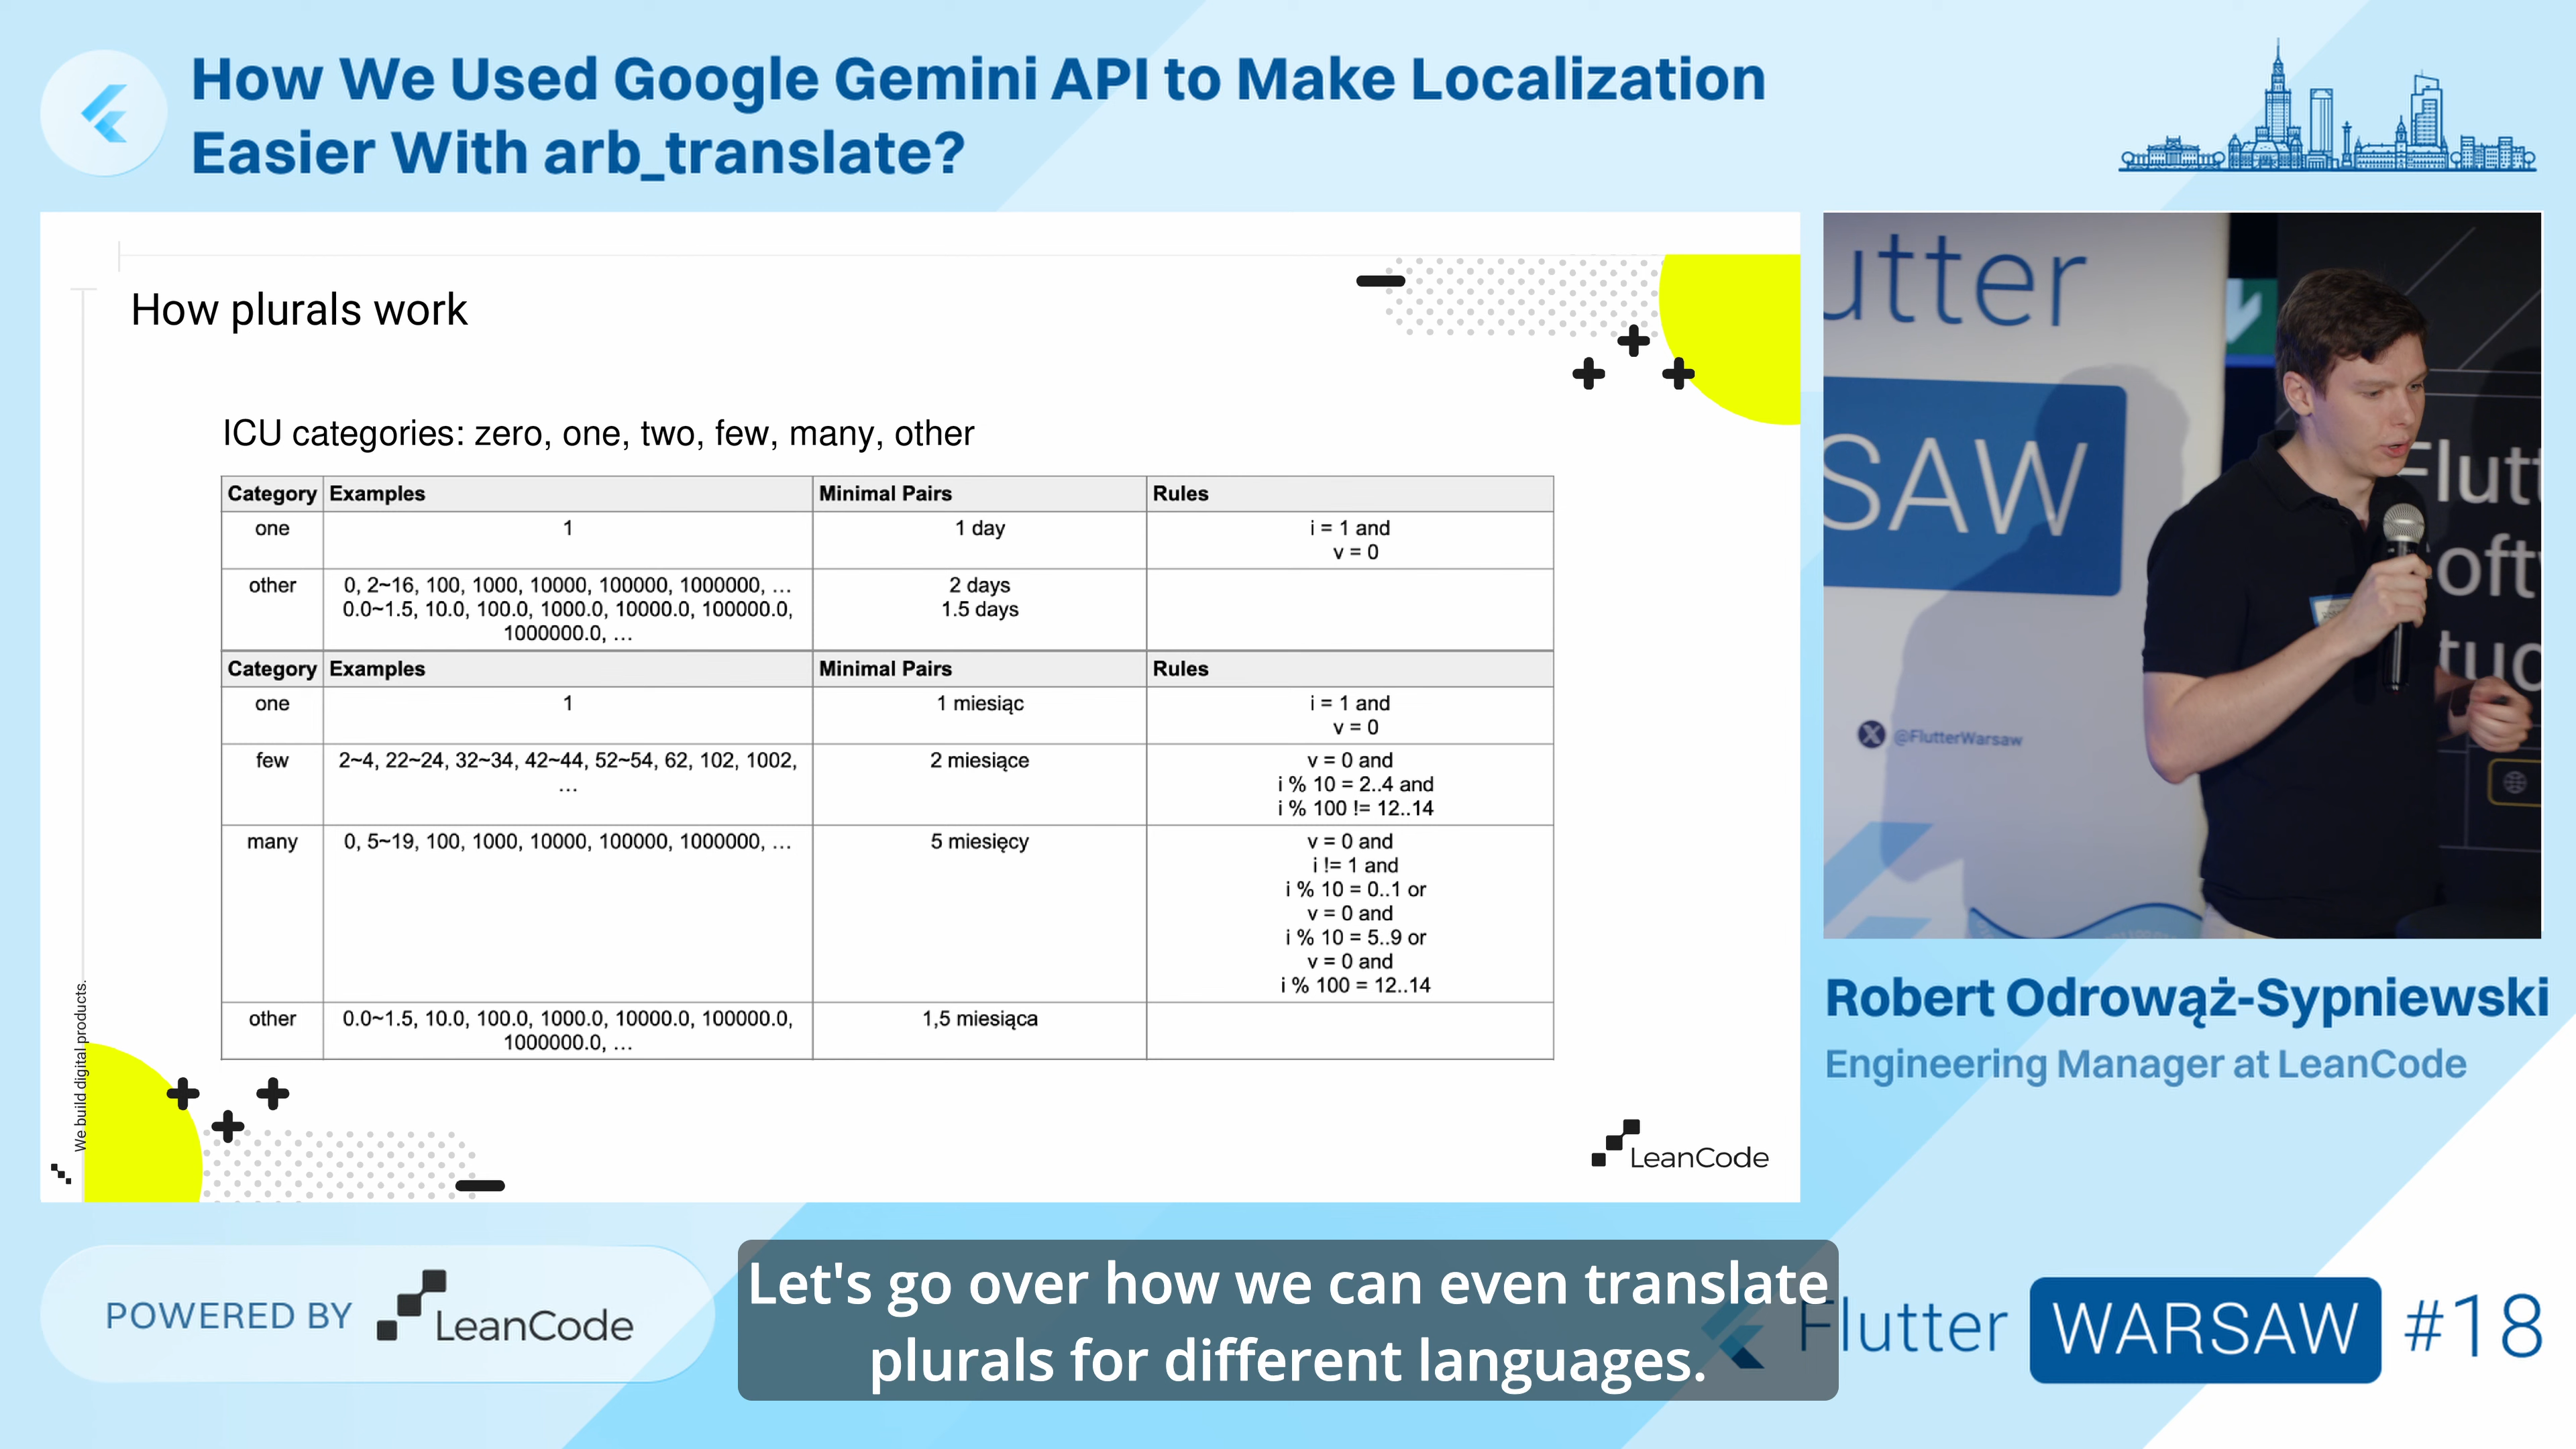 How We Used Google Gemini API to Make Localization
Easier With arb_translate?
How plurals work
ICU categories: zero, one, two, few, many, other
Category Examples Minimal Pairs Rules
one 1 1 day i = 1 and
v = 0
other 0, 2~16, 100, 1000, 10000, 100000, 1000000, … 2 days
0.0~1.5, 10.0, 100.0, 1000.0, 10000.0, 100000.0, 1.5 days
1000000.0, …
Category Examples Minimal Pairs Rules
one 1 1 miesiąc i = 1 and
v = 0
few 2~4, 22~24, 32~34, 42~44, 52~54, 62, 102, 1002, 2 miesiące v = 0 and
… i % 10 = 2..4 and
i % 100 != 12..14
many 0, 5~19, 100, 1000, 10000, 100000, 1000000, … 5 miesięcy v = 0 and
i != 1 and
i % 10 = 0..1 or
v = 0 and
i % 10 = 5..9 or
v = 0 and
i % 100 = 12..14
other 0.0~1.5, 10.0, 100.0, 1000.0, 10000.0, 100000.0, 1,5 miesiąca
1000000.0, …
We build digital products.
LeanCode
utter
SAW
@FlutterWarsaw
Flutt
oft
tuc
Robert Odrowąż-Sypniewski
Engineering Manager at LeanCode
POWERED BY LeanCode
Let's go over how we can even translate
plurals for different languages.
Flutter WARSAW #18